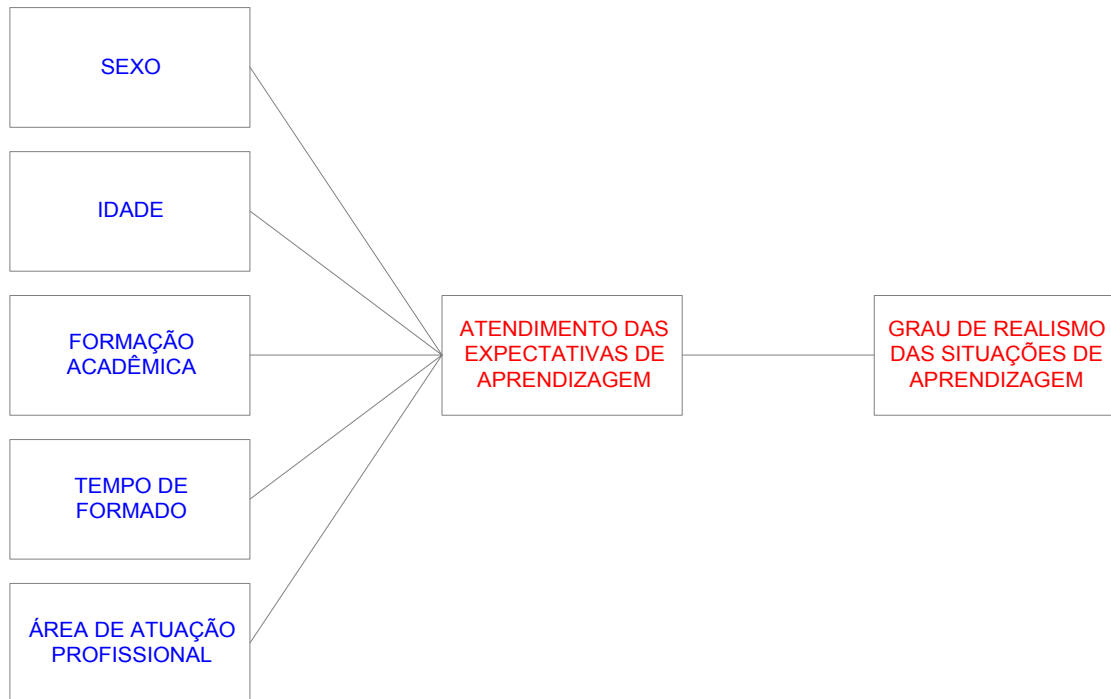 SEXO
IDADE
FORMAÇÃO
ACADÊMICA
TEMPO DE
FORMADO
ÁREA DE ATUAÇÃO
PROFISSIONAL
ATENDIMENTO DAS
EXPECTATIVAS DE
APRENDIZAGEM
GRAU DE REALISMO
DAS SITUAÇÕES DE
APRENDIZAGEM